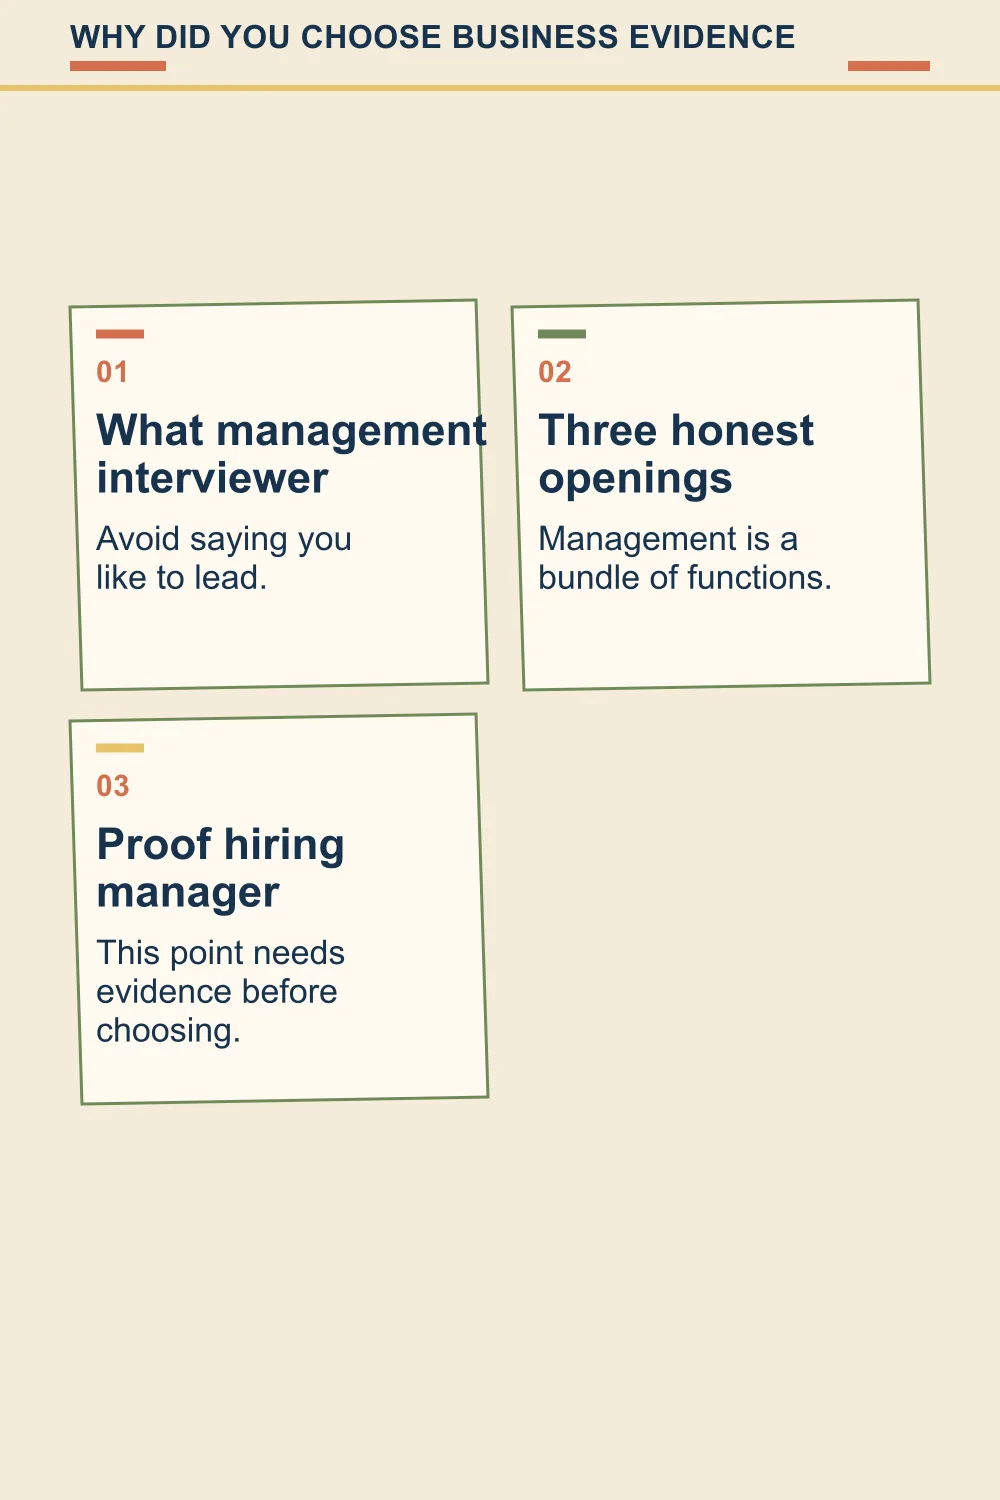 WHY DID YOU CHOOSE BUSINESS EVIDENCE
01
What management
interviewer
Avoid saying you
like to lead.
02
Three honest
openings
Management is a
bundle of functions.
03
Proof hiring
manager
This point needs
evidence before
choosing.